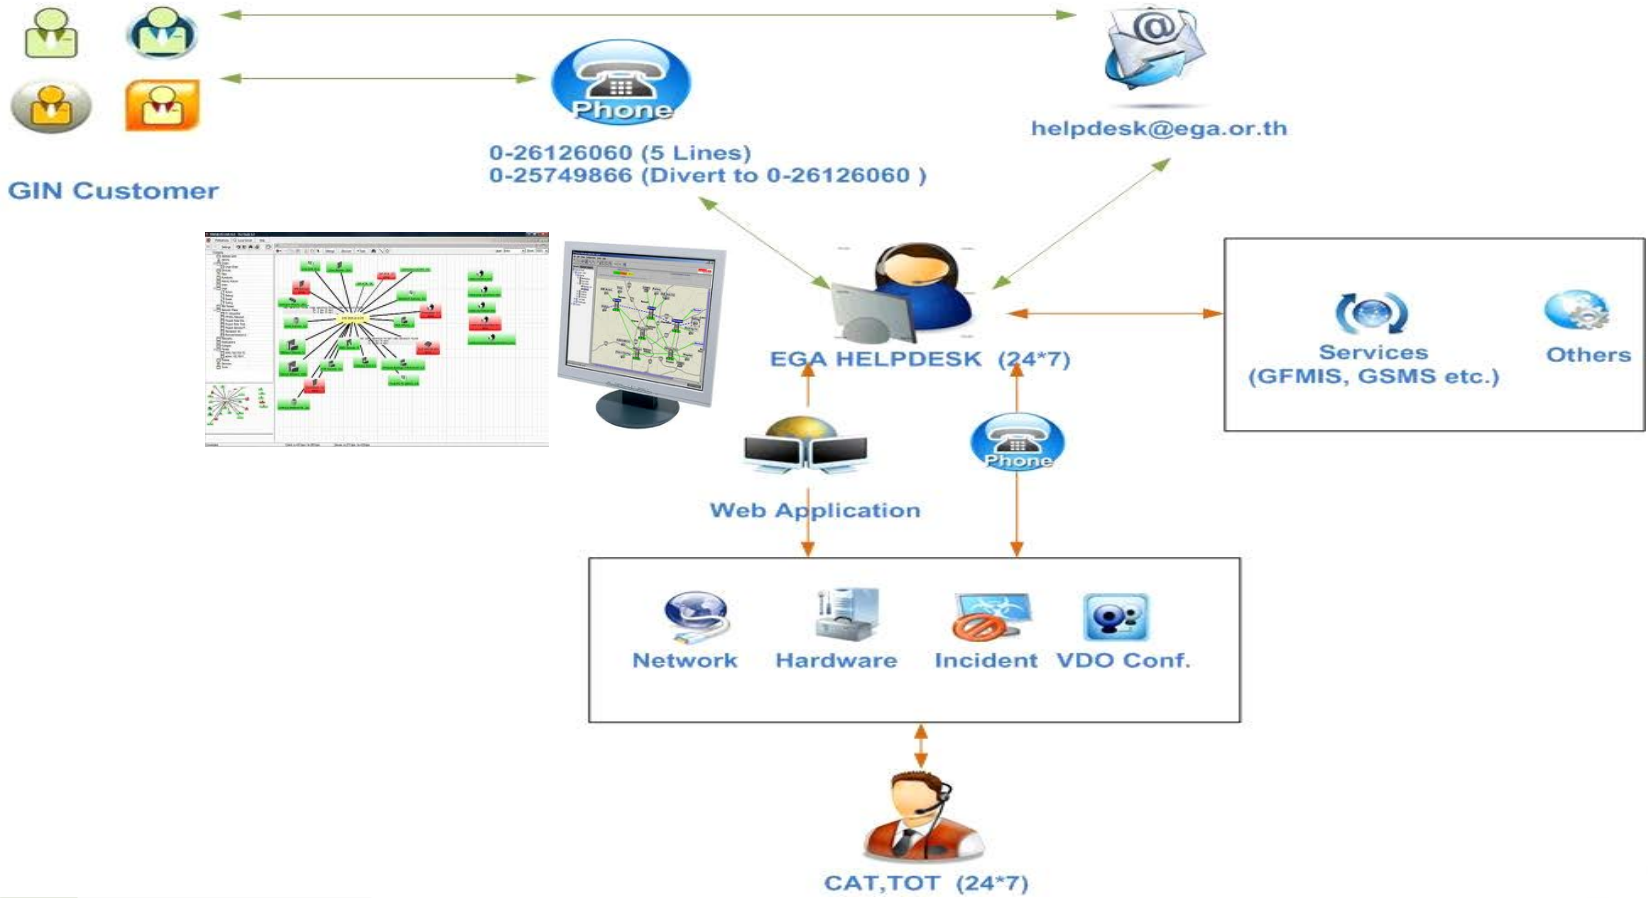 Phone
helpdesk@ega.or.th
0-26126060 (5 Lines)
0-25749866 (Divert to 0-26126060 )
GIN Customer
EGA HELPDESK (24*7)
Services
(GFMIS, GSMS etc.)
Others
Phone
Web Application
Network
Hardware
Incident
VDO Conf.
CAT,TOT (24*7)